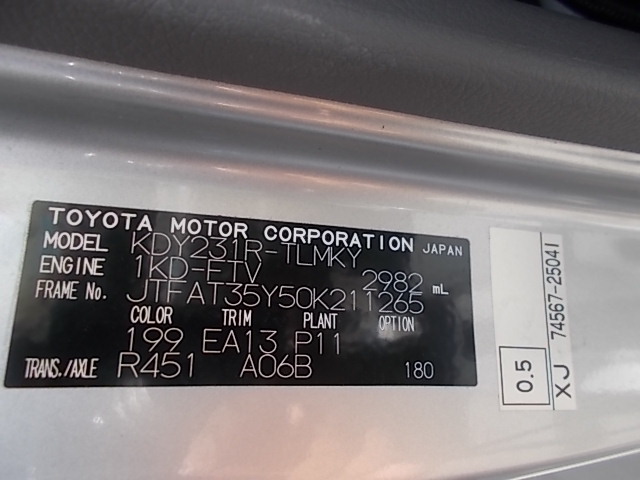 TOYOTA MOTOR CORPORATION JAPAN
MODEL KDY231R-TLMKY
ENGINE 1KD-FTV 2982 mL
FRAME No. JTFAT35Y50K211265
COLOR TRIM PLANT OPTION
199 EA13 P11
TRANS./AXLE R451 A06B 180
0.5
XJ 74567-25041